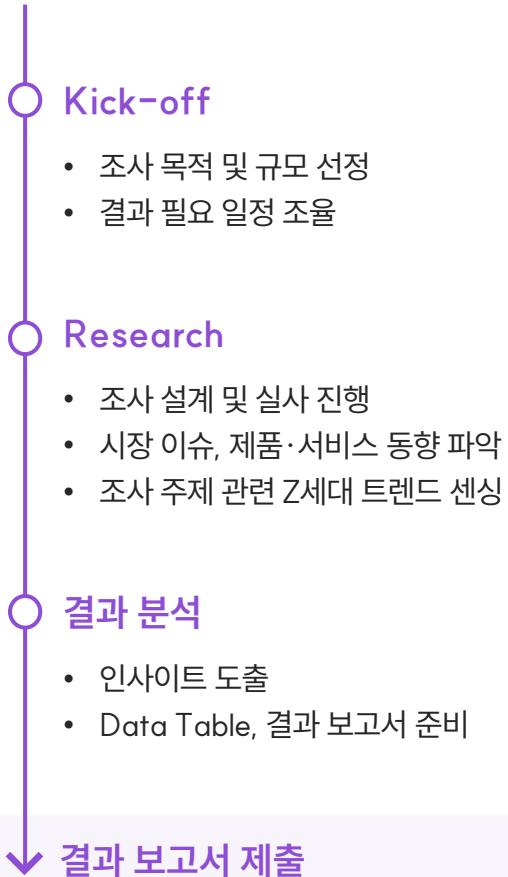 Kick-off
• 조사 목적 및 규모 선정
• 결과 필요 일정 조율
Research
• 조사 설계 및 실사 진행
• 시장 이슈, 제품·서비스 동향 파악
• 조사 주제 관련 Z세대 트렌드 센싱
결과 분석
• 인사이트 도출
• Data Table, 결과 보고서 준비
결과 보고서 제출